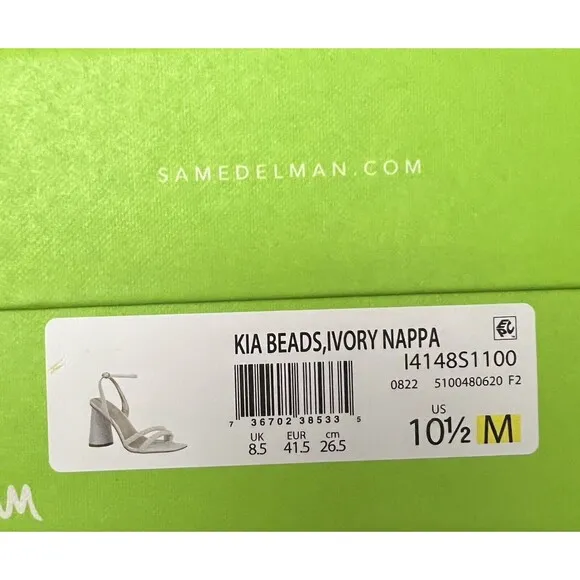 SAMEDELMAN.COM
KIA BEADS,IVORY NAPPA
I4148S1100
0822 5100480620 F2
7 36702 38533 5
UK EUR cm
8.5 41.5 26.5
US
10½ M